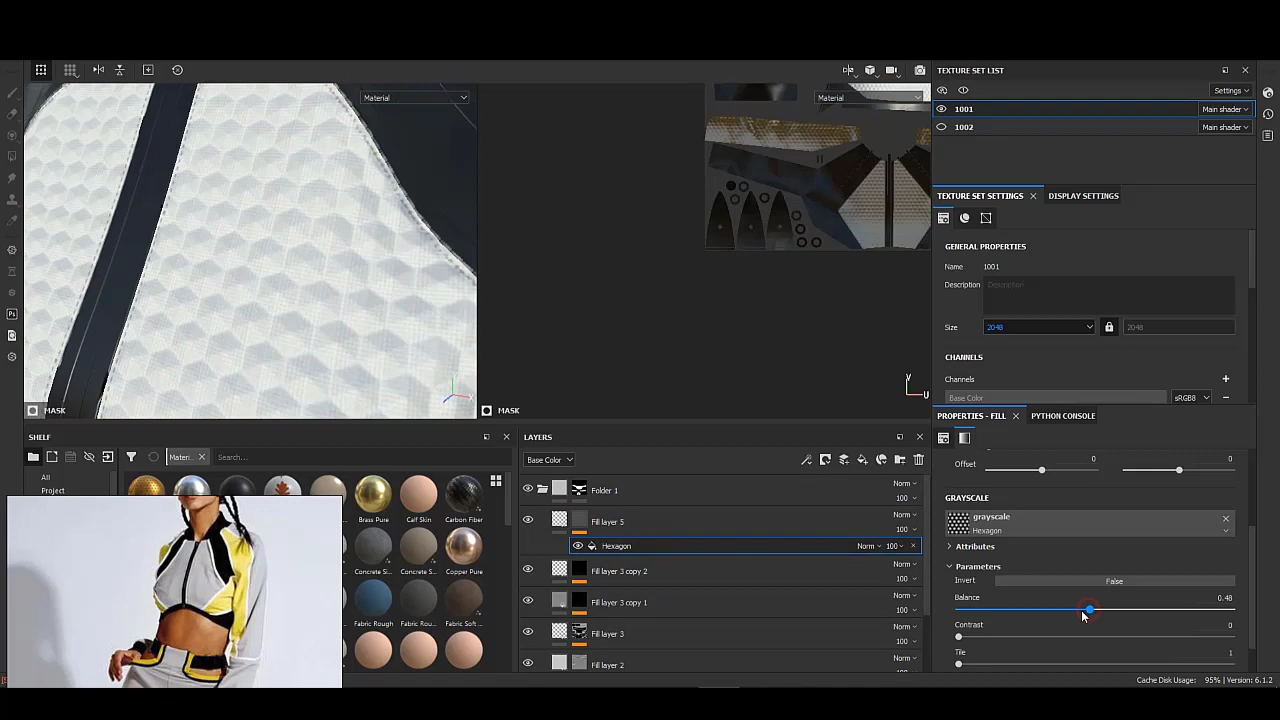 Material
Material
TEXTURE SET LIST
Settings
1001
Main shader
1002
Main shader
TEXTURE SET SETTINGS
DISPLAY SETTINGS
GENERAL PROPERTIES
Name
1001
Description
Description
Size
2048
2048
CHANNELS
Channels
Base Color
sRGB8
V
U
MASK
MASK
PROPERTIES - FILL
PYTHON CONSOLE
Offset
0
0
GRAYSCALE
grayscale
Hexagon
Attributes
Parameters
Invert
False
Balance
0.48
Contrast
0
Tile
1
SHELF
Materi...
Search...
All
Project
Brass Pure
Calf Skin
Carbon Fiber
Concrete Si...
Concrete S...
Copper Pure
Fabric Rough
Fabric Rou...
Fabric Soft ...
LAYERS
Base Color
Folder 1
Norm
100
Fill layer 5
Norm
100
Hexagon
Norm
100
Fill layer 3 copy 2
Norm
100
Fill layer 3 copy 1
Norm
100
Fill layer 3
Norm
100
Fill layer 2
Norm
Cache Disk Usage: 95% | Version: 6.1.2